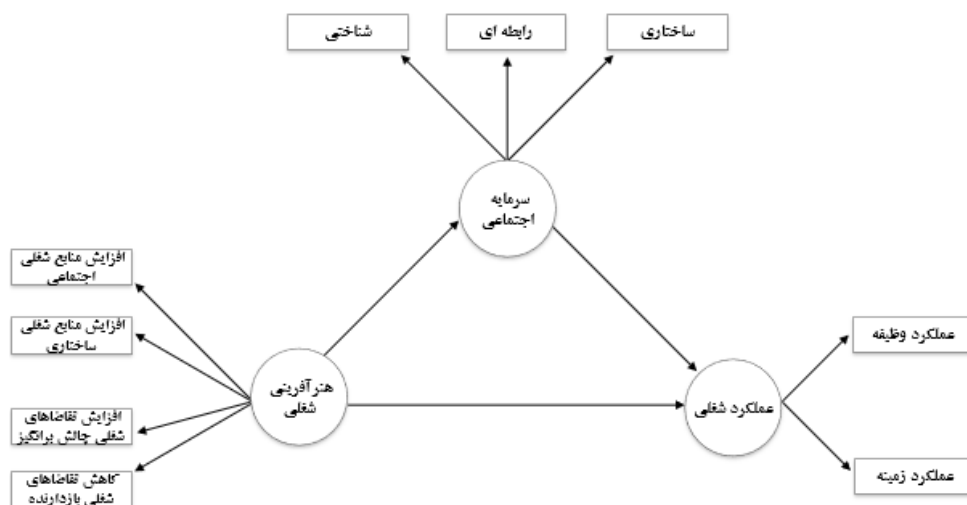 ساختاری
رابطه ای
شناختی
سرمایه
اجتماعی
افزایش منابع شغلی
اجتماعی
افزایش منابع شغلی
ساختاری
افزایش تقاضاهای
شغلی چالش برانگیز
کاهش تقاضاهای
شغلی بازدارنده
هنرآفرینی
شغلی
عملکرد شغلی
عملکرد وظیفه
عملکرد زمینه